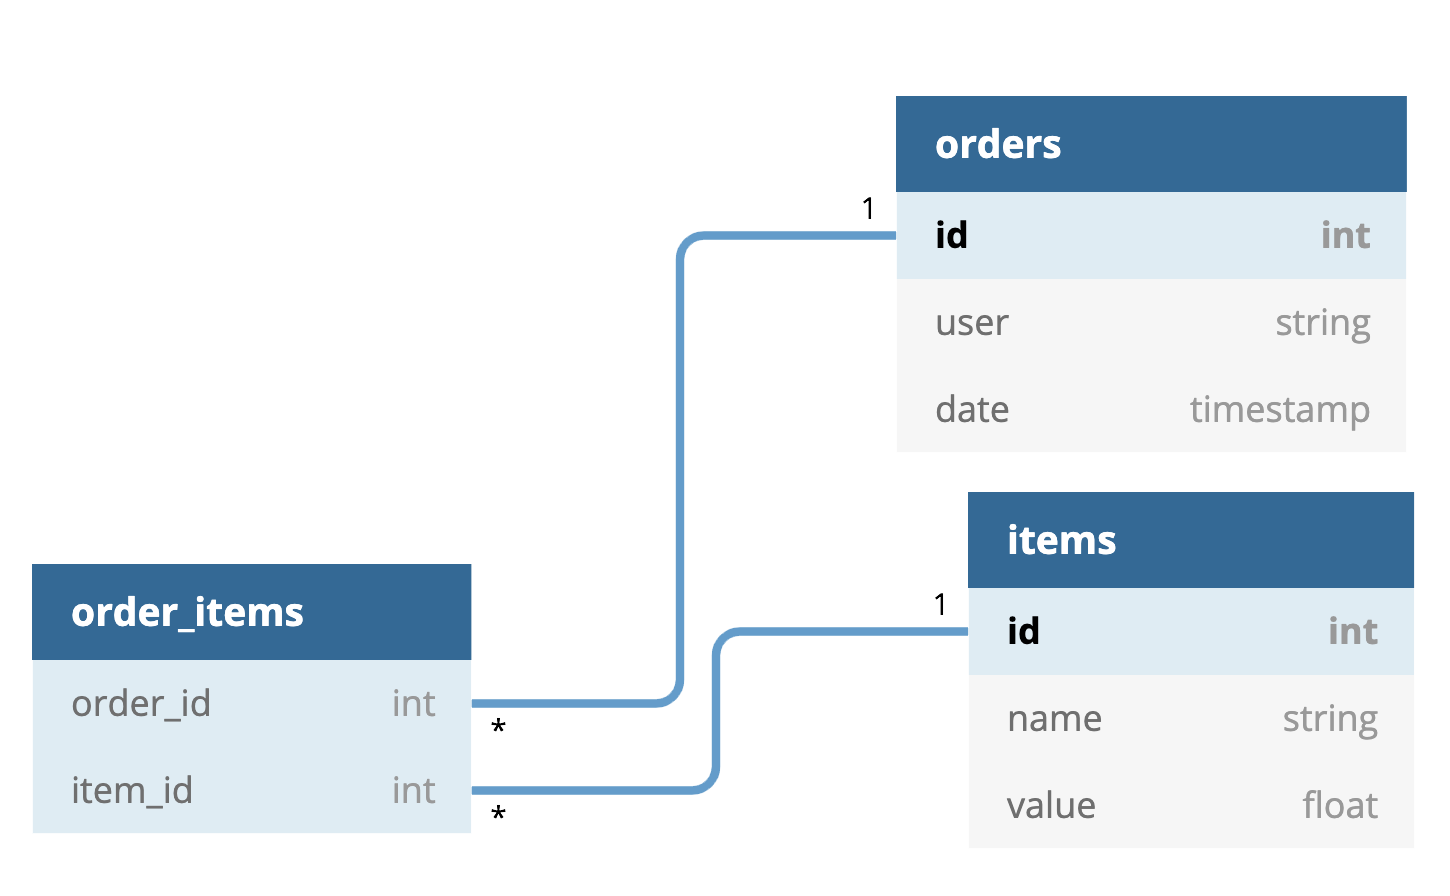 orders
1
id int
user string
date timestamp
items
1
id int
name string
value float
order_items
order_id int
*
item_id int
*